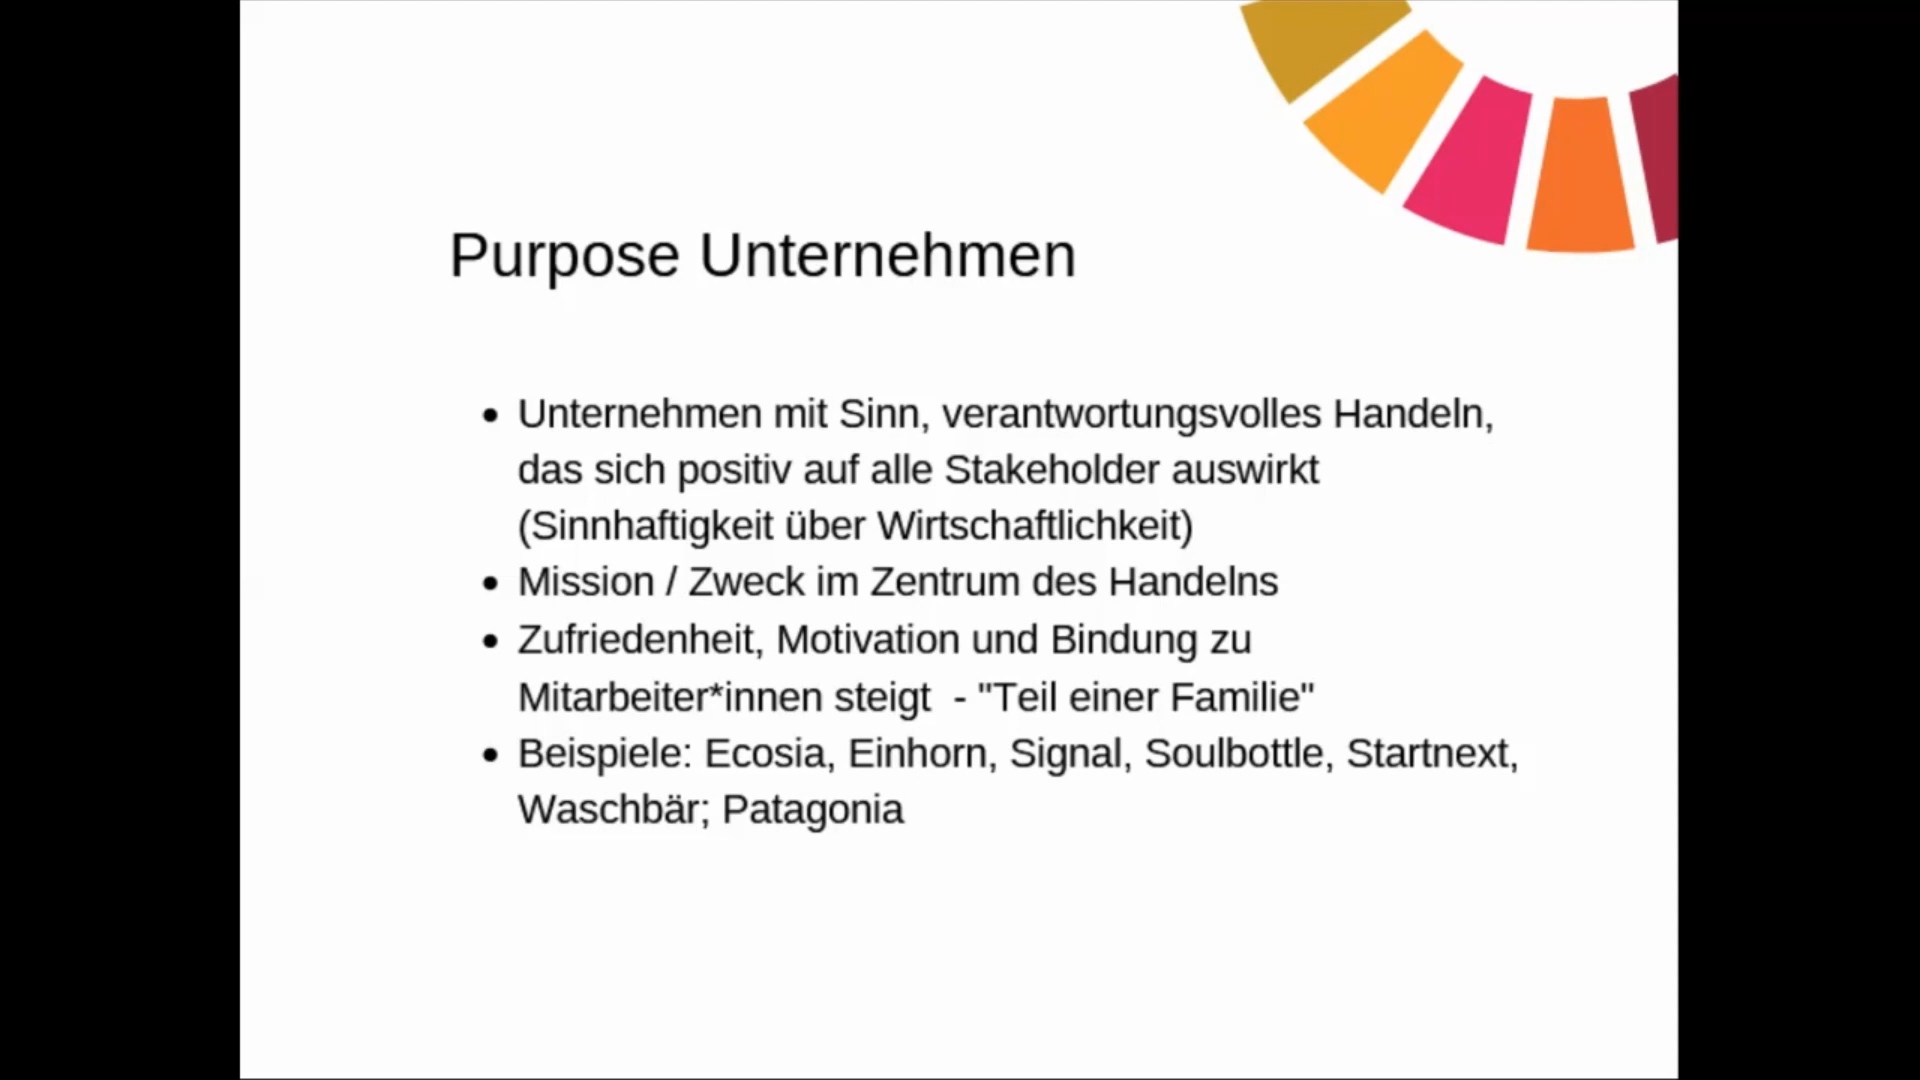 Purpose Unternehmen
• Unternehmen mit Sinn, verantwortungsvolles Handeln,
das sich positiv auf alle Stakeholder auswirkt
(Sinnhaftigkeit über Wirtschaftlichkeit)
• Mission / Zweck im Zentrum des Handelns
• Zufriedenheit, Motivation und Bindung zu
Mitarbeiter*innen steigt  - "Teil einer Familie"
• Beispiele: Ecosia, Einhorn, Signal, Soulbottle, Startnext,
Waschbär; Patagonia